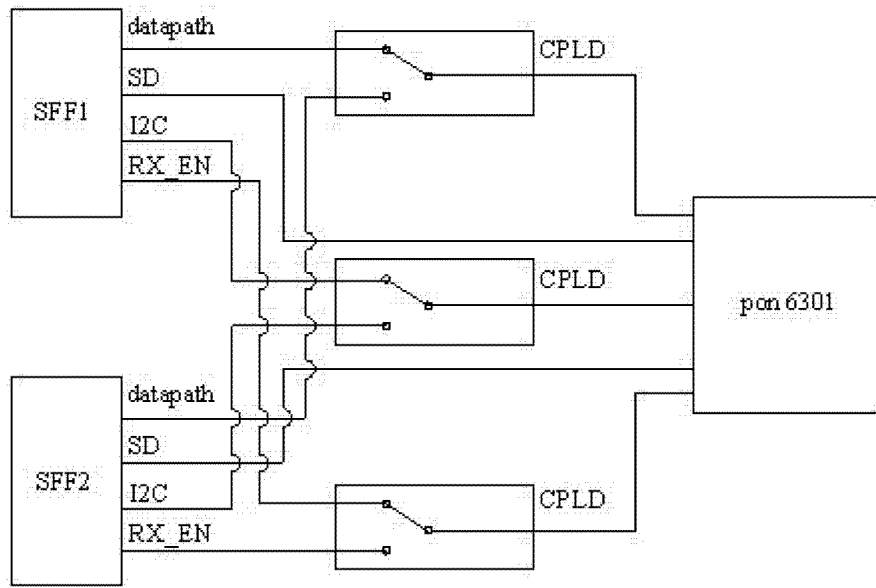 datapath
SD
SFF1
I2C
RX_EN
CPLD
CPLD
pon 6301
datapath
SD
SFF2
I2C
RX_EN
CPLD